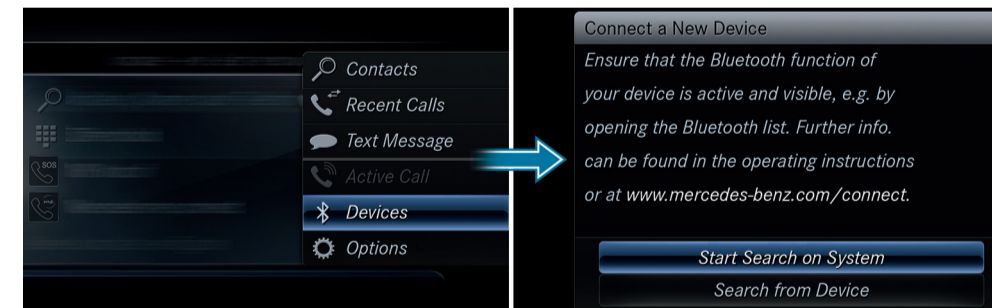 Contacts
Recent Calls
Text Message
Active Call
Devices
Options
SOS
Connect a New Device
Ensure that the Bluetooth function of
your device is active and visible, e.g. by
opening the Bluetooth list. Further info.
can be found in the operating instructions
or at www.mercedes-benz.com/connect.
Start Search on System
Search from Device